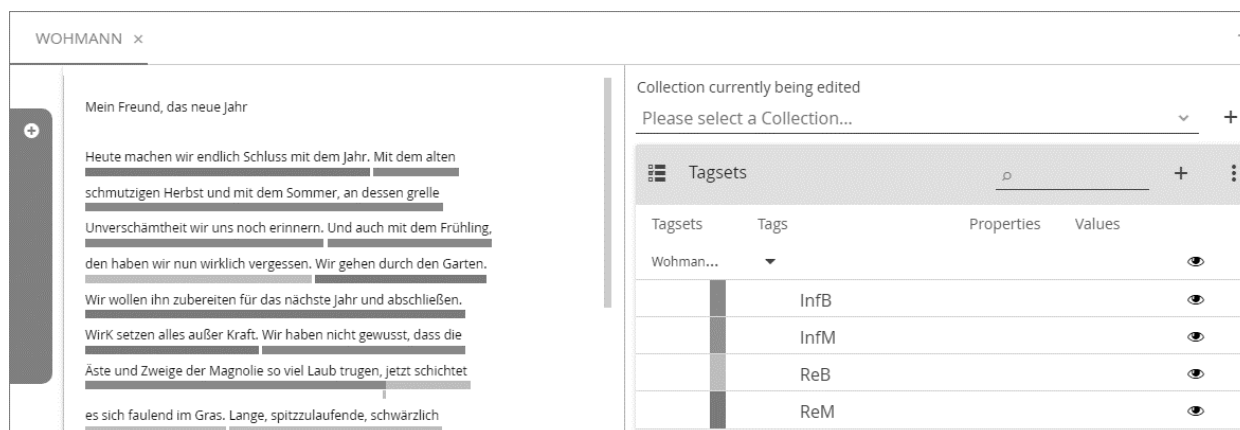 WOHMANN ×
Mein Freund, das neue Jahr
Heute machen wir endlich Schluss mit dem Jahr. Mit dem alten
schmutzigen Herbst und mit dem Sommer, an dessen grelle
Unverschämtheit wir uns noch erinnern. Und auch mit dem Frühling,
den haben wir nun wirklich vergessen. Wir gehen durch den Garten.
Wir wollen ihn zubereiten für das nächste Jahr und abschließen.
WirK setzen alles außer Kraft. Wir haben nicht gewusst, dass die
Äste und Zweige der Magnolie so viel Laub trugen, jetzt schichtet
es sich faulend im Gras. Lange, spitzzulaufende, schwärzlich
Collection currently being edited
Please select a Collection...
Tagsets
Tagsets Tags Properties Values
Wohman...
InfB
InfM
ReB
ReM